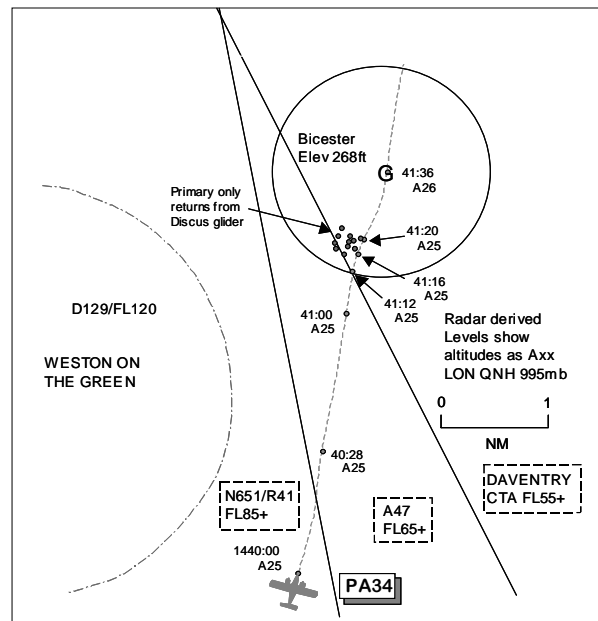 Bicester
Elev 268ft
G
41:36
A26
Primary only
returns from
Discus glider
41:20
A25
41:16
A25
41:12
A25
41:00
A25
D129/FL120
WESTON ON
THE GREEN
Radar derived
Levels show
altitudes as Axx
LON QNH 995mb
0 1
NM
40:28
A25
N651/R41
FL85+
A47
FL65+
DAVENTRY
CTA FL55+
1440:00
A25
PA34